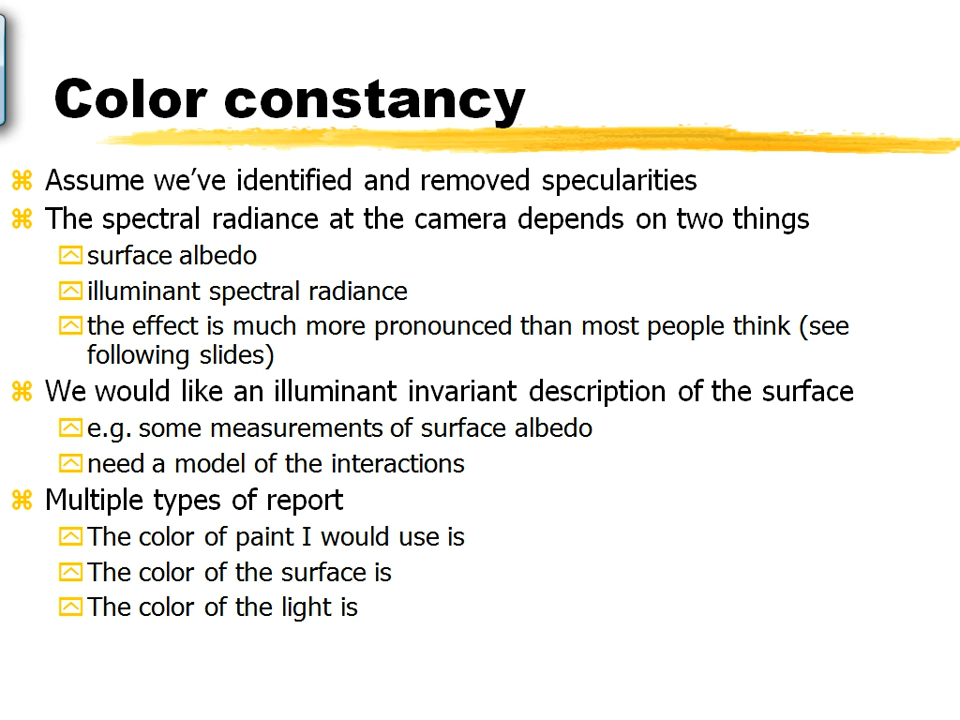 Color constancy
Assume we've identified and removed specularities
The spectral radiance at the camera depends on two things
surface albedo
illuminant spectral radiance
the effect is much more pronounced than most people think (see
following slides)
We would like an illuminant invariant description of the surface
e.g. some measurements of surface albedo
need a model of the interactions
Multiple types of report
The color of paint I would use is
The color of the surface is
The color of the light is